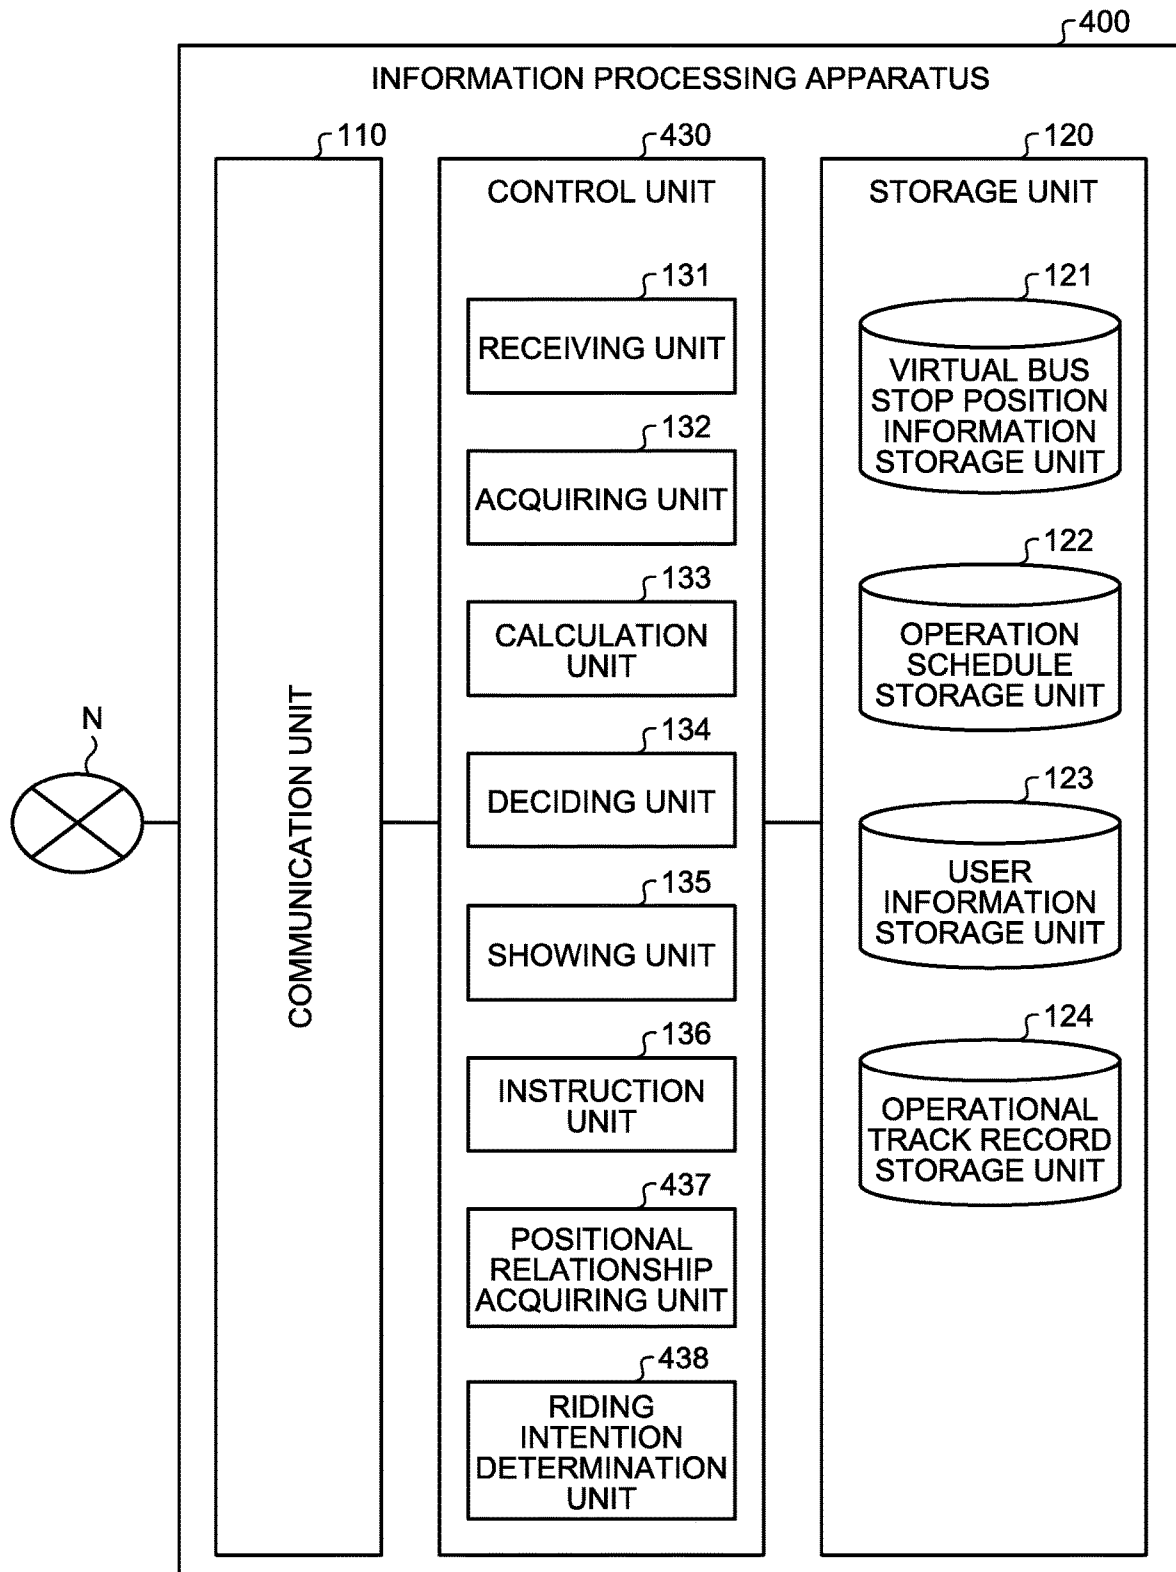 400
INFORMATION PROCESSING APPARATUS
110
COMMUNICATION UNIT
430
CONTROL UNIT
131
RECEIVING UNIT
132
ACQUIRING UNIT
133
CALCULATION
UNIT
134
DECIDING UNIT
135
SHOWING UNIT
136
INSTRUCTION
UNIT
437
POSITIONAL
RELATIONSHIP
ACQUIRING UNIT
438
RIDING
INTENTION
DETERMINATION
UNIT
120
STORAGE UNIT
121
VIRTUAL BUS
STOP POSITION
INFORMATION
STORAGE UNIT
122
OPERATION
SCHEDULE
STORAGE UNIT
123
USER
INFORMATION
STORAGE UNIT
124
OPERATIONAL
TRACK RECORD
STORAGE UNIT
N